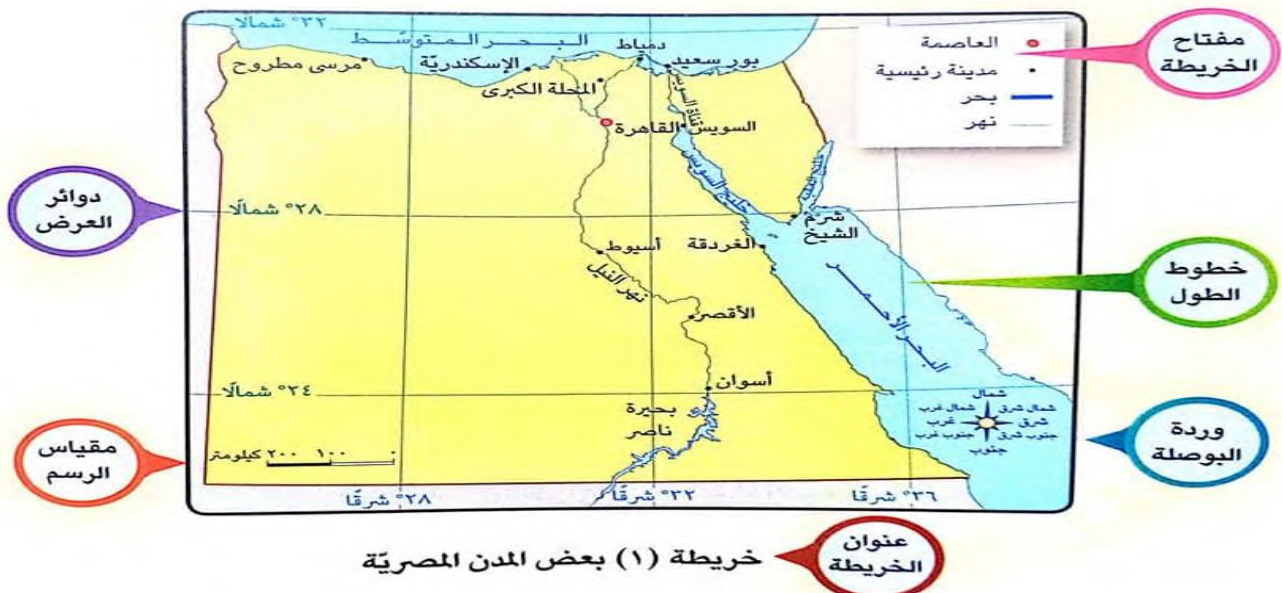 ٣٢° شمالًا
البحر المتوسط
دمياط
بور سعيد
الإسكندرية
مرسى مطروح
المحلة الكبرى
قناة السويس
السويس
القاهرة
خليج السويس
خليج العقبة
٢٨° شمالًا
شرم
الشيخ
الغردقة
أسيوط
نهر النيل
البحر الأحمر
الأقصر
أسوان
٢٤° شمالًا
بحيرة
ناصر
٠ ١٠٠ ٢٠٠ كيلومتر
شمال
شمال شرق
شمال غرب
شرق
غرب
جنوب شرق
جنوب غرب
جنوب
٢٨° شرقًا
٣٢° شرقًا
٣٦° شرقًا
العاصمة
مدينة رئيسية
بحر
نهر
مفتاح
الخريطة
دوائر
العرض
خطوط
الطول
وردة
البوصلة
مقياس
الرسم
عنوان
الخريطة
خريطة (١) بعض المدن المصريّة